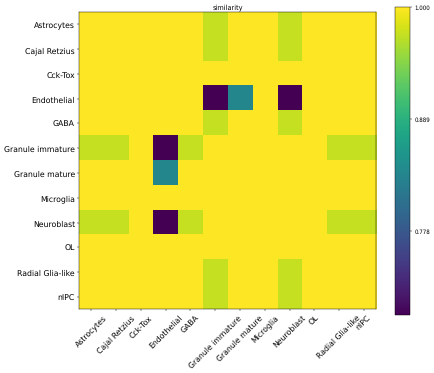 similarity
Astrocytes
Cajal Retzius
Cck-Tox
Endothelial
GABA
Granule immature
Granule mature
Microglia
Neuroblast
OL
Radial Glia-like
nIPC
Astrocytes
Cajal Retzius
Cck-Tox
Endothelial
GABA
Granule immature
Granule mature
Microglia
Neuroblast
OL
Radial Glia-like
nIPC
1.000
0.889
0.778